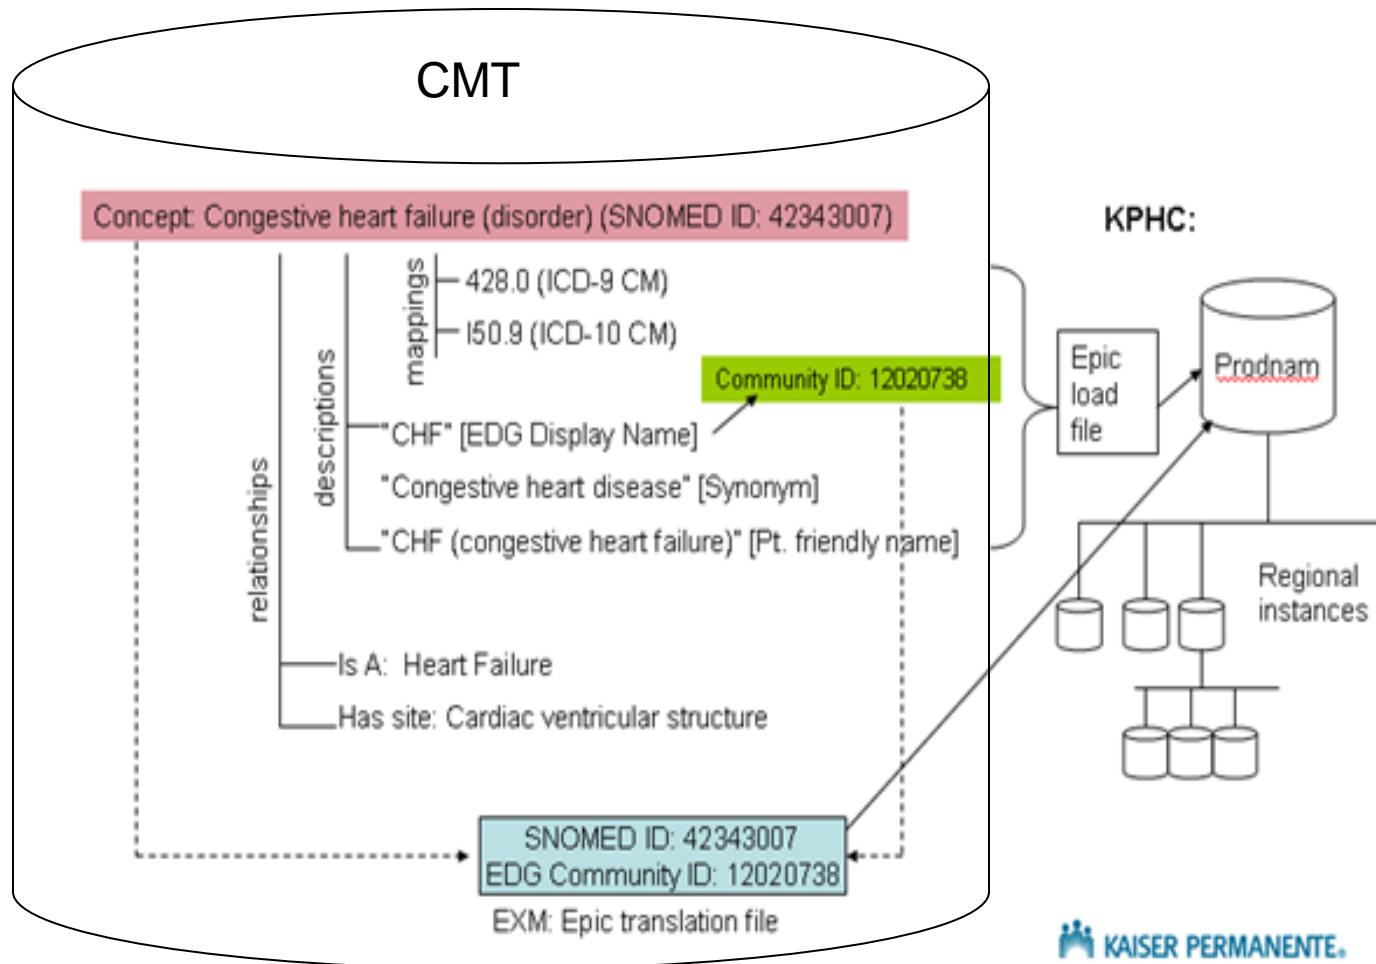 CMT
Concept: Congestive heart failure (disorder) (SNOMED ID: 42343007)
mappings
428.0 (ICD-9 CM)
I50.9 (ICD-10 CM)
Community ID: 12020738
descriptions
"CHF" [EDG Display Name]
"Congestive heart disease" [Synonym]
"CHF (congestive heart failure)" [Pt. friendly name]
relationships
Is A: Heart Failure
Has site: Cardiac ventricular structure
SNOMED ID: 42343007
EDG Community ID: 12020738
EXM: Epic translation file
KPHC:
Epic
load
file
Prodnam
Regional
instances
KAISER PERMANENTE®